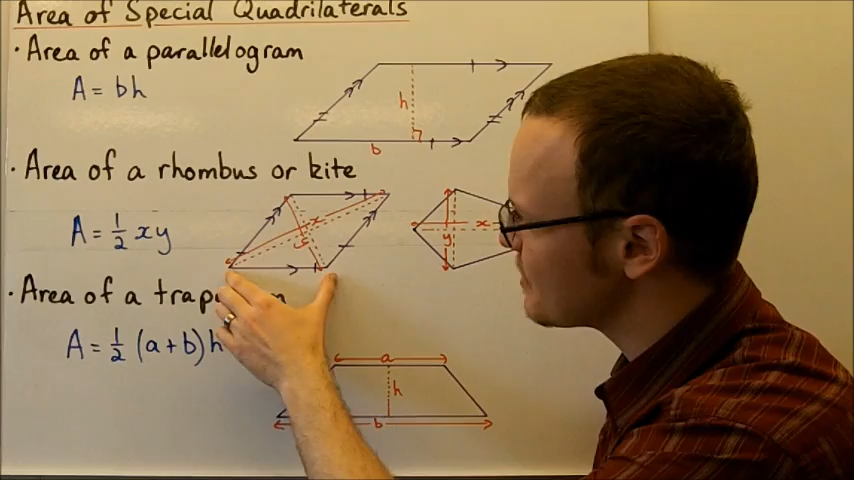 Area of Special Quadrilaterals
· Area of a parallelogram
A = bh
h
b
· Area of a rhombus or kite
A = 1/2 xy
x
y
x
y
· Area of a
A = 1/2 (a+b) h
a
h
b